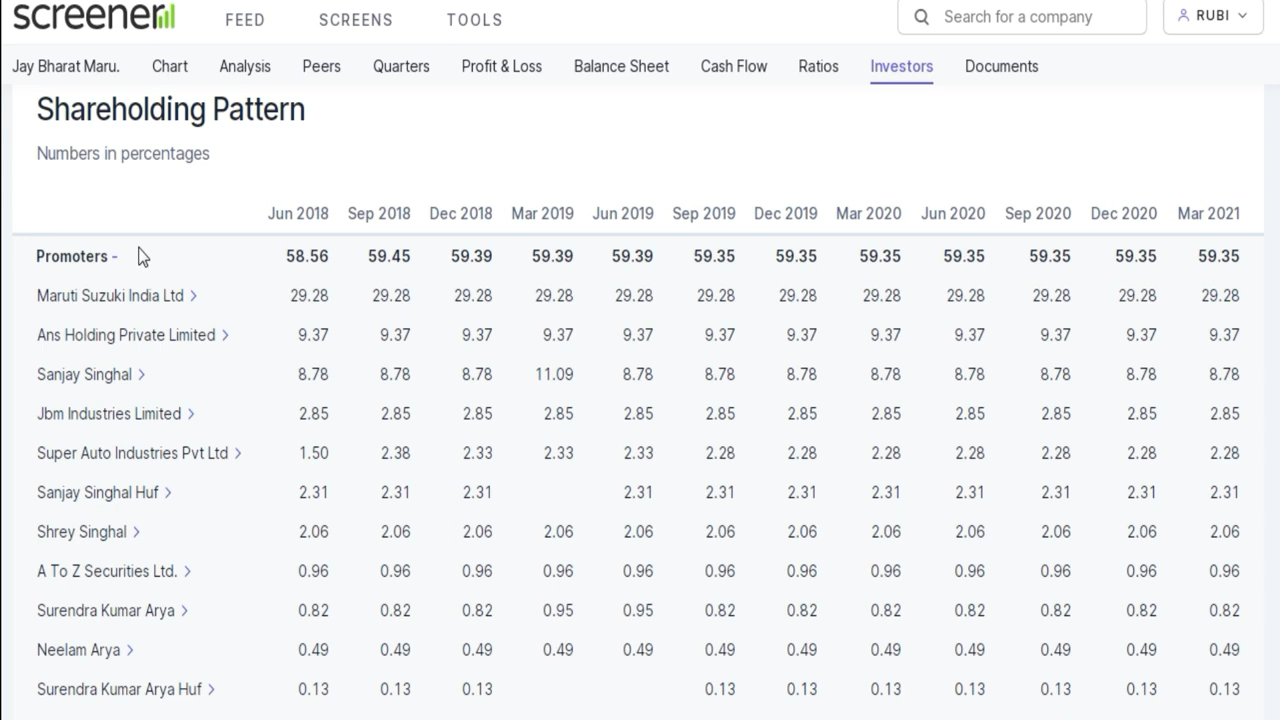 screener FEED SCREENS TOOLS Search for a company RUBI
Jay Bharat Maru. Chart Analysis Peers Quarters Profit & Loss Balance Sheet Cash Flow Ratios Investors Documents
Shareholding Pattern
Numbers in percentages
Jun 2018 Sep 2018 Dec 2018 Mar 2019 Jun 2019 Sep 2019 Dec 2019 Mar 2020 Jun 2020 Sep 2020 Dec 2020 Mar 2021
Promoters - 58.56 59.45 59.39 59.39 59.39 59.35 59.35 59.35 59.35 59.35 59.35 59.35
Maruti Suzuki India Ltd > 29.28 29.28 29.28 29.28 29.28 29.28 29.28 29.28 29.28 29.28 29.28 29.28
Ans Holding Private Limited > 9.37 9.37 9.37 9.37 9.37 9.37 9.37 9.37 9.37 9.37 9.37 9.37
Sanjay Singhal > 8.78 8.78 8.78 11.09 8.78 8.78 8.78 8.78 8.78 8.78 8.78 8.78
Jbm Industries Limited > 2.85 2.85 2.85 2.85 2.85 2.85 2.85 2.85 2.85 2.85 2.85 2.85
Super Auto Industries Pvt Ltd > 1.50 2.38 2.33 2.33 2.33 2.28 2.28 2.28 2.28 2.28 2.28 2.28
Sanjay Singhal Huf > 2.31 2.31 2.31 2.31 2.31 2.31 2.31 2.31 2.31 2.31 2.31
Shrey Singhal > 2.06 2.06 2.06 2.06 2.06 2.06 2.06 2.06 2.06 2.06 2.06 2.06
A To Z Securities Ltd. > 0.96 0.96 0.96 0.96 0.96 0.96 0.96 0.96 0.96 0.96 0.96 0.96
Surendra Kumar Arya > 0.82 0.82 0.82 0.95 0.95 0.82 0.82 0.82 0.82 0.82 0.82 0.82
Neelam Arya > 0.49 0.49 0.49 0.49 0.49 0.49 0.49 0.49 0.49 0.49 0.49 0.49
Surendra Kumar Arya Huf > 0.13 0.13 0.13 0.13 0.13 0.13 0.13 0.13 0.13 0.13